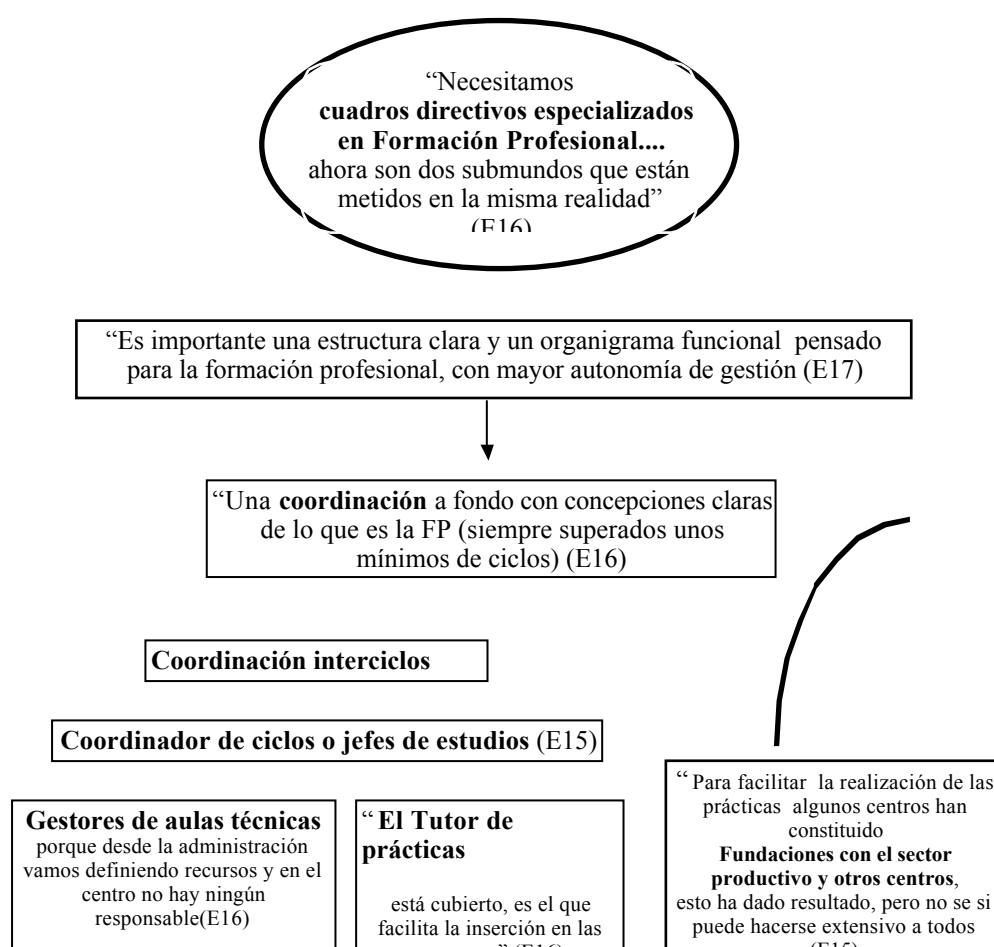 “Necesitamos
cuadros directivos especializados
en Formación Profesional....
ahora son dos submundos que están
metidos en la misma realidad”
(E16)
“Es importante una estructura clara y un organigrama funcional pensado
para la formación profesional, con mayor autonomía de gestión (E17)
“Una coordinación a fondo con concepciones claras
de lo que es la FP (siempre superados unos
mínimos de ciclos) (E16)
Coordinación interciclos
Coordinador de ciclos o jefes de estudios (E15)
Gestores de aulas técnicas
porque desde la administración
vamos definiendo recursos y en el
centro no hay ningún
responsable(E16)
“El Tutor de
prácticas
está cubierto, es el que
facilita la inserción en las
“ Para facilitar la realización de las
prácticas algunos centros han
constituido
Fundaciones con el sector
productivo y otros centros,
esto ha dado resultado, pero no se si
puede hacerse extensivo a todos